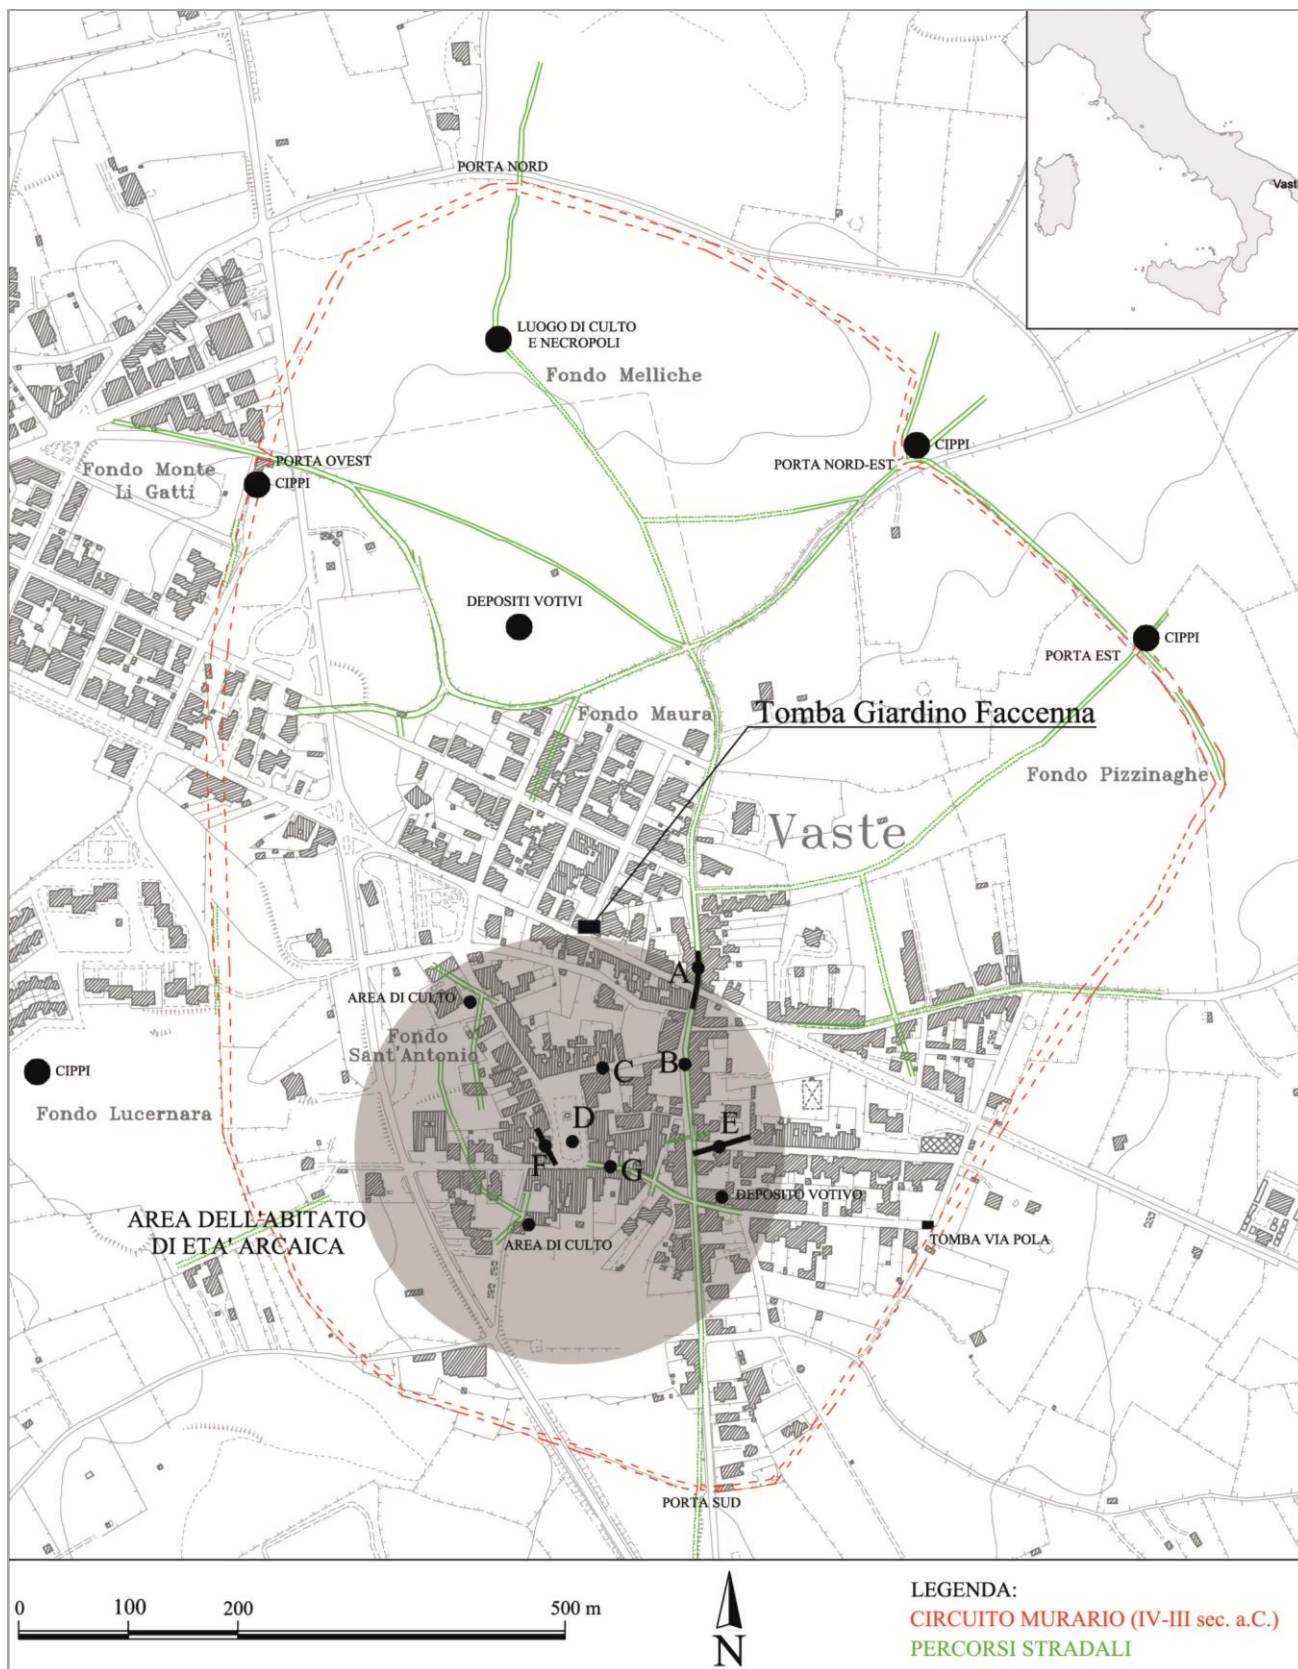 Vaste
PORTA NORD
LUOGO DI CULTO
E NECROPOLI
Fondo Melliche
CIPPI
PORTA NORD-EST
PORTA OVEST
Fondo Monte
Li Gatti
CIPPI
DEPOSITI VOTIVI
CIPPI
PORTA EST
Fondo Maura
Tomba Giardino Faccenna
Fondo Pizzinaghe
Vaste
A
AREA DI CULTO
Fondo
Sant'Antonio
B
C
CIPPI
Fondo Lucernara
D
E
F
G
DEPOSITO VOTIVO
AREA DELL'ABITATO
DI ETA' ARCAICA
AREA DI CULTO
TOMBA VIA POLA
PORTA SUD
0 100 200 500 m
N
LEGENDA:
CIRCUITO MURARIO (IV-III sec. a.C.)
PERCORSI STRADALI